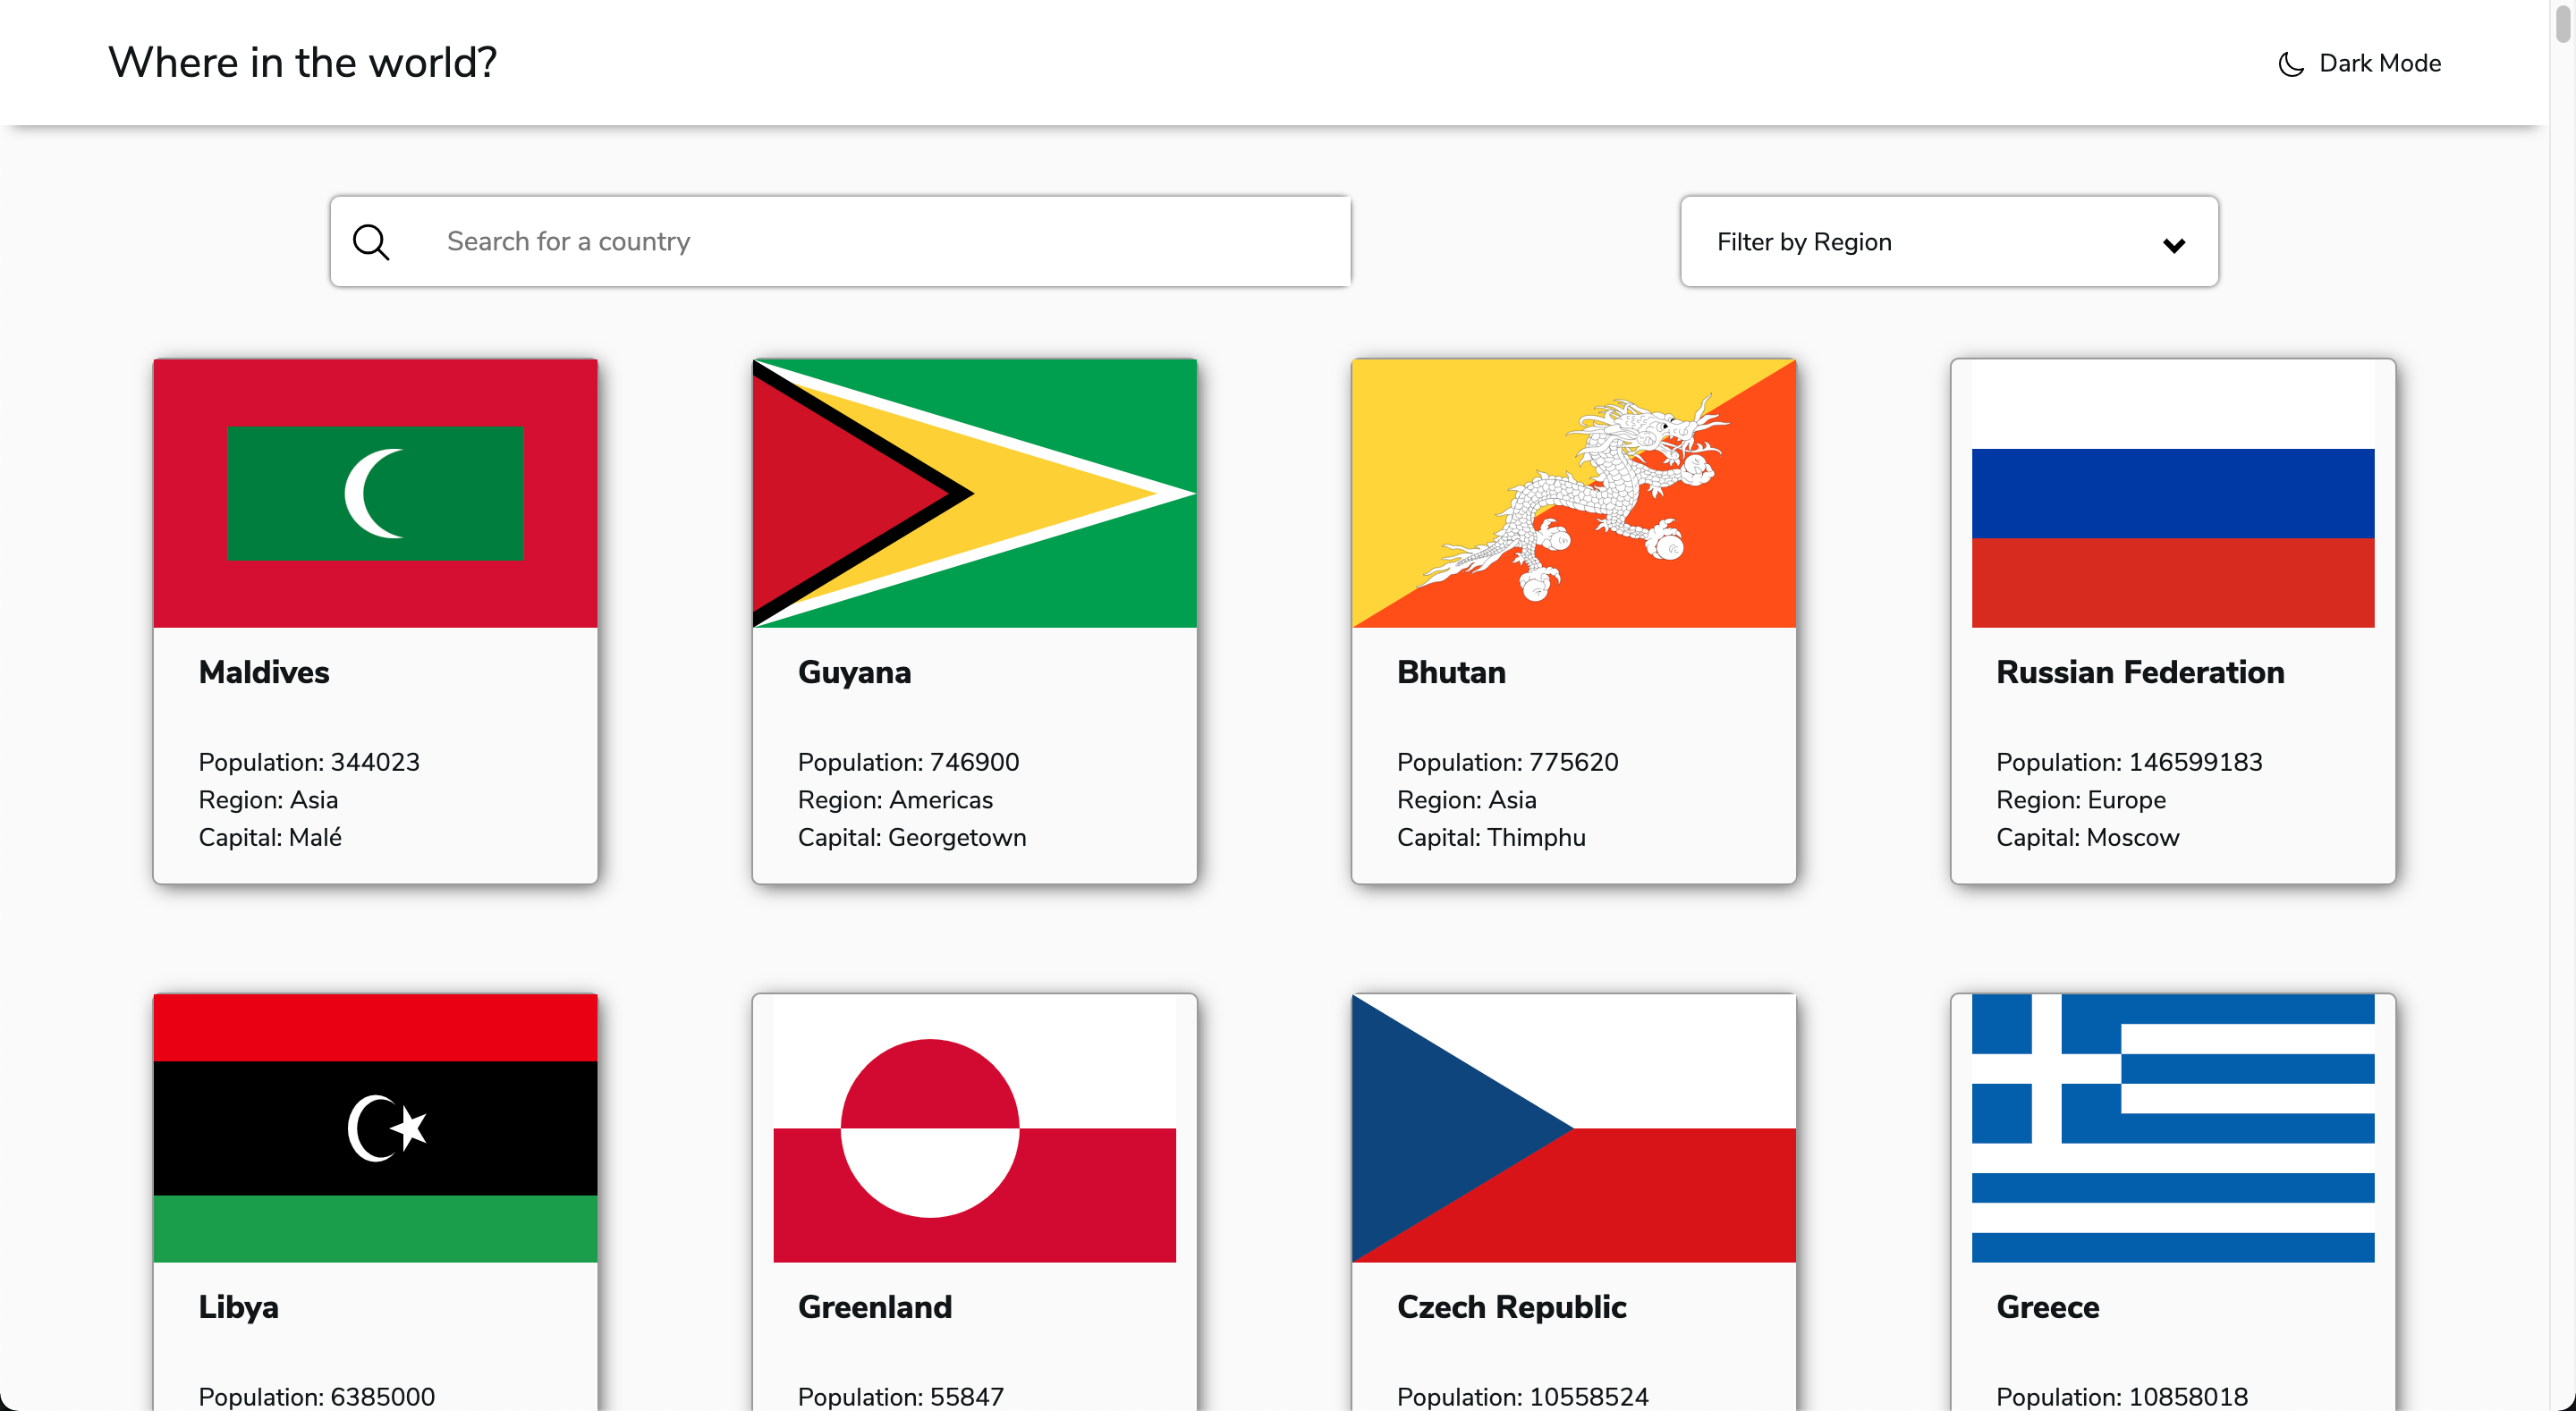 Where in the world?
Dark Mode
Search for a country
Filter by Region
Maldives
Population: 344023
Region: Asia
Capital: Malé
Guyana
Population: 746900
Region: Americas
Capital: Georgetown
Bhutan
Population: 775620
Region: Asia
Capital: Thimphu
Russian Federation
Population: 146599183
Region: Europe
Capital: Moscow
Libya
Population: 6385000
Greenland
Population: 55847
Czech Republic
Population: 10558524
Greece
Population: 10858018